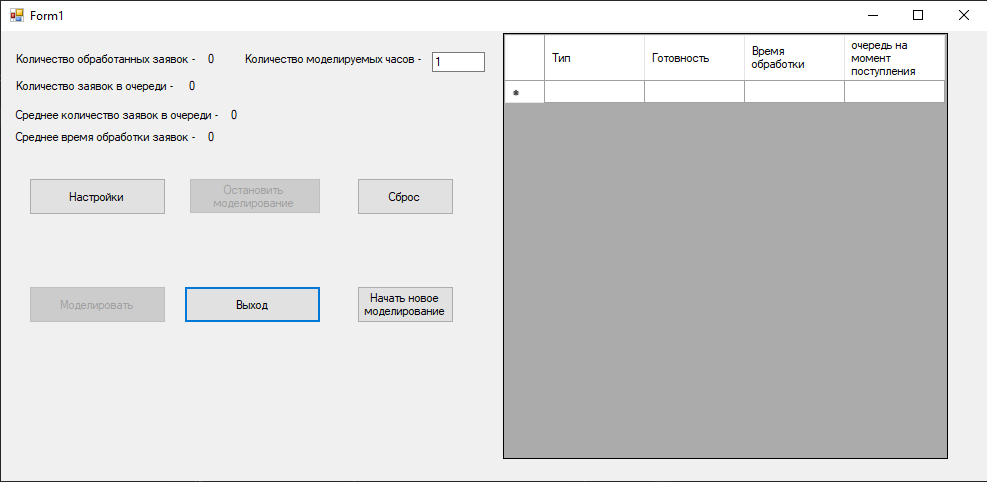 Form1
Количество обработанных заявок - 0
Количество моделируемых часов - 1
Количество заявок в очереди - 0
Среднее количество заявок в очереди - 0
Среднее время обработки заявок - 0
Настройки
Остановить
моделирование
Сброс
Моделировать
Выход
Начать новое
моделирование
Тип
Готовность
Время
обработки
очередь на
момент
поступления